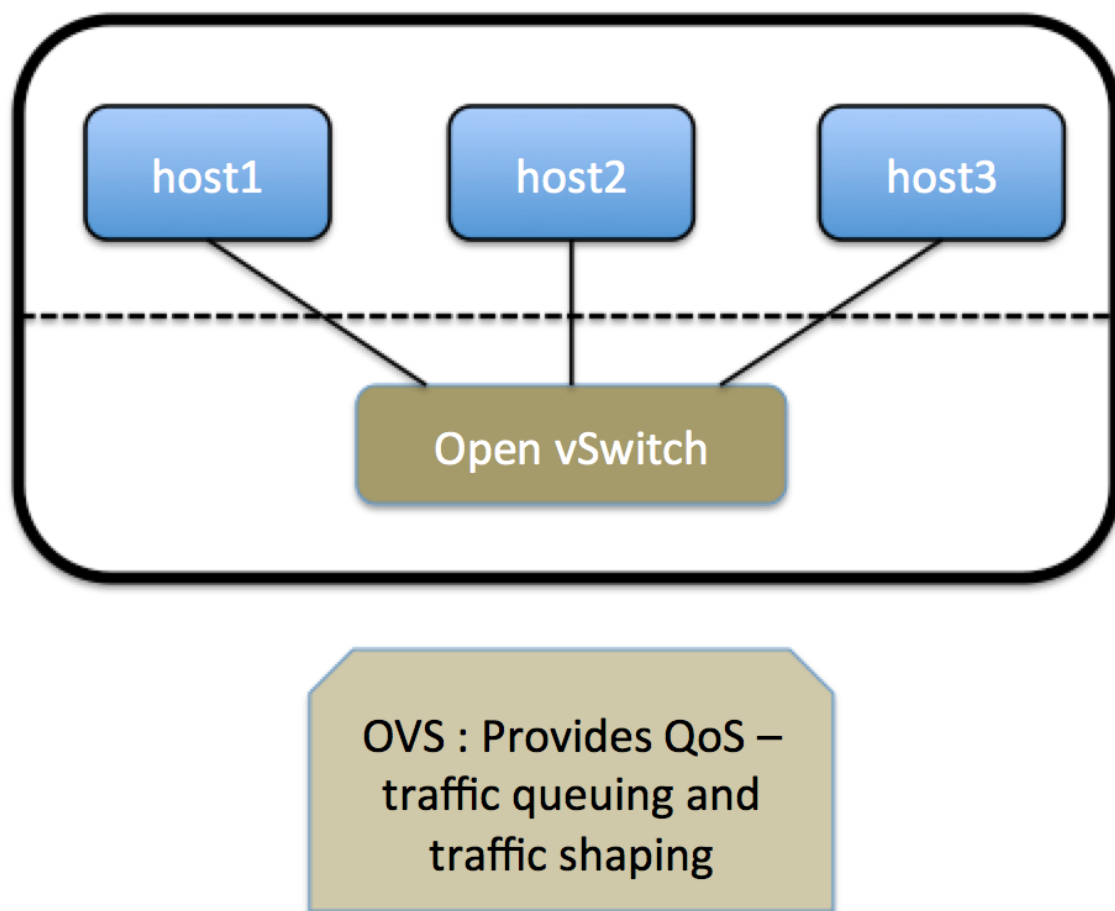 host1
host2
host3
Open vSwitch
OVS : Provides QoS –
traffic queuing and
traffic shaping